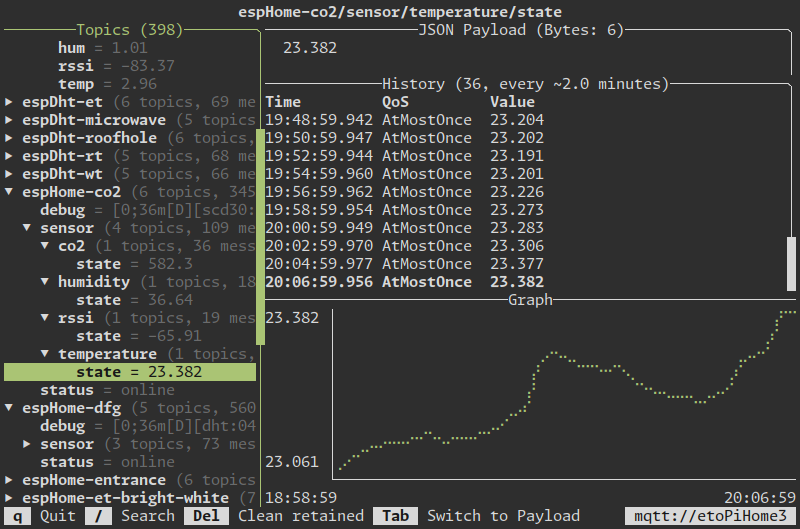 espHome-co2/sensor/temperature/state
Topics (398)
hum = 1.01
rssi = -83.37
temp = 2.96
▶ espDht-et (6 topics, 69 me
▶ espDht-microwave (5 topics
▶ espDht-roofhole (6 topics,
▶ espDht-rt (5 topics, 68 me
▶ espDht-wt (5 topics, 66 me
▼ espHome-co2 (6 topics, 345
debug = [0;36m[D][scd30:
▼ sensor (4 topics, 109 me
▼ co2 (1 topics, 36 mess
state = 582.3
▼ humidity (1 topics, 18
state = 36.64
▼ rssi (1 topics, 19 mes
state = -65.91
▼ temperature (1 topics,
state = 23.382
status = online
▼ espHome-dfg (5 topics, 560
debug = [0;36m[D][dht:04
▶ sensor (3 topics, 73 mes
status = online
▶ espHome-entrance (6 topics
▶ espHome-et-bright-white (7
JSON Payload (Bytes: 6)
23.382
History (36, every ~2.0 minutes)
Time QoS Value
19:48:59.942 AtMostOnce 23.204
19:50:59.947 AtMostOnce 23.202
19:52:59.944 AtMostOnce 23.191
19:54:59.960 AtMostOnce 23.201
19:56:59.962 AtMostOnce 23.226
19:58:59.954 AtMostOnce 23.273
20:00:59.949 AtMostOnce 23.283
20:02:59.970 AtMostOnce 23.306
20:04:59.977 AtMostOnce 23.377
20:06:59.956 AtMostOnce 23.382
Graph
23.382
23.061
18:58:59 20:06:59
q Quit / Search Del Clean retained Tab Switch to Payload mqtt://etoPiHome3